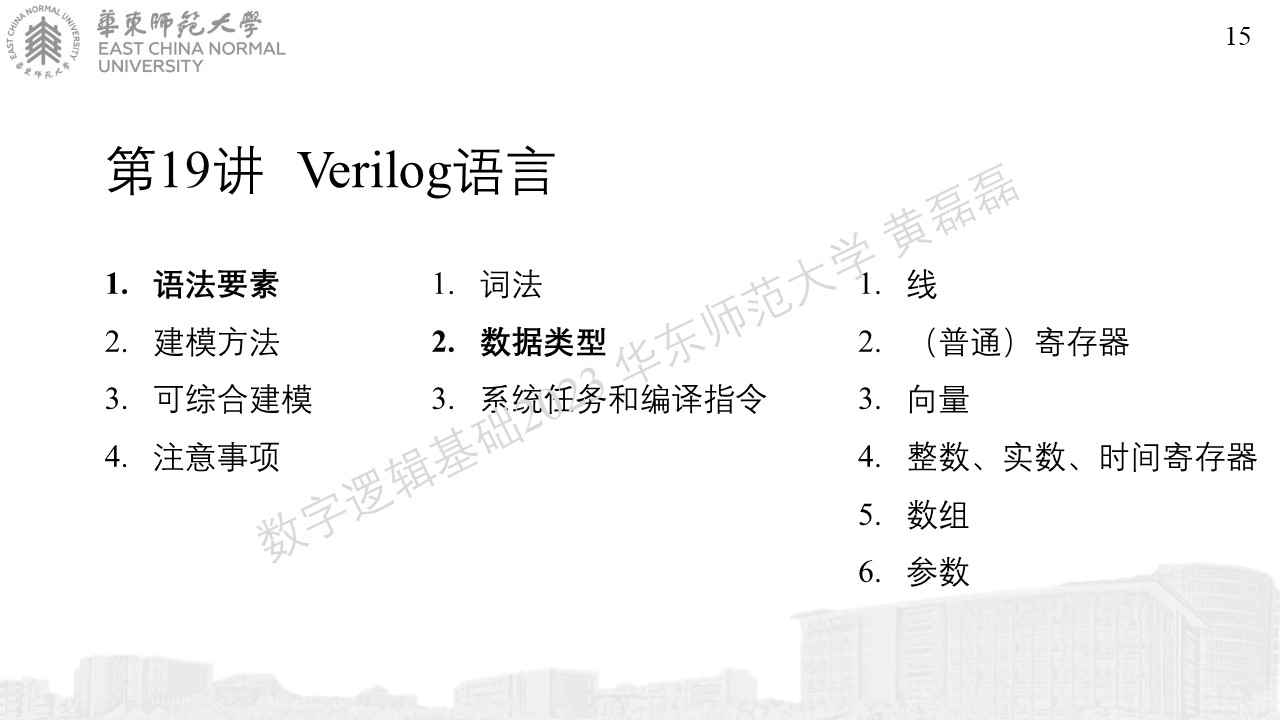 華東師范大學
EAST CHINA NORMAL
UNIVERSITY
EAST CHINA NORMAL UNIVERSITY
華東师范大学
15
第19讲 Verilog语言
1. 语法要素
2. 建模方法
3. 可综合建模
4. 注意事项
1. 词法
2. 数据类型
3. 系统任务和编译指令
1. 线
2. （普通）寄存器
3. 向量
4. 整数、实数、时间寄存器
5. 数组
6. 参数
数字逻辑基础2023 华东师范大学 黄磊磊